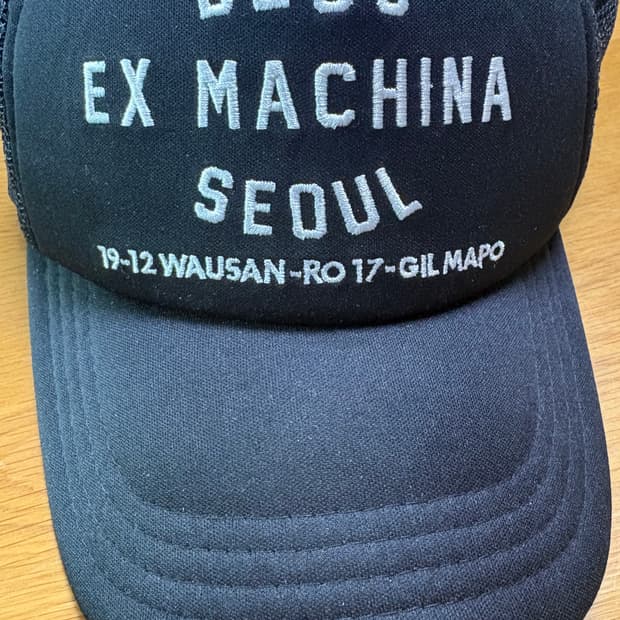 EX MACHINA
SEOUL
19-12 WAUSAN-RO 17-GIL MAPO